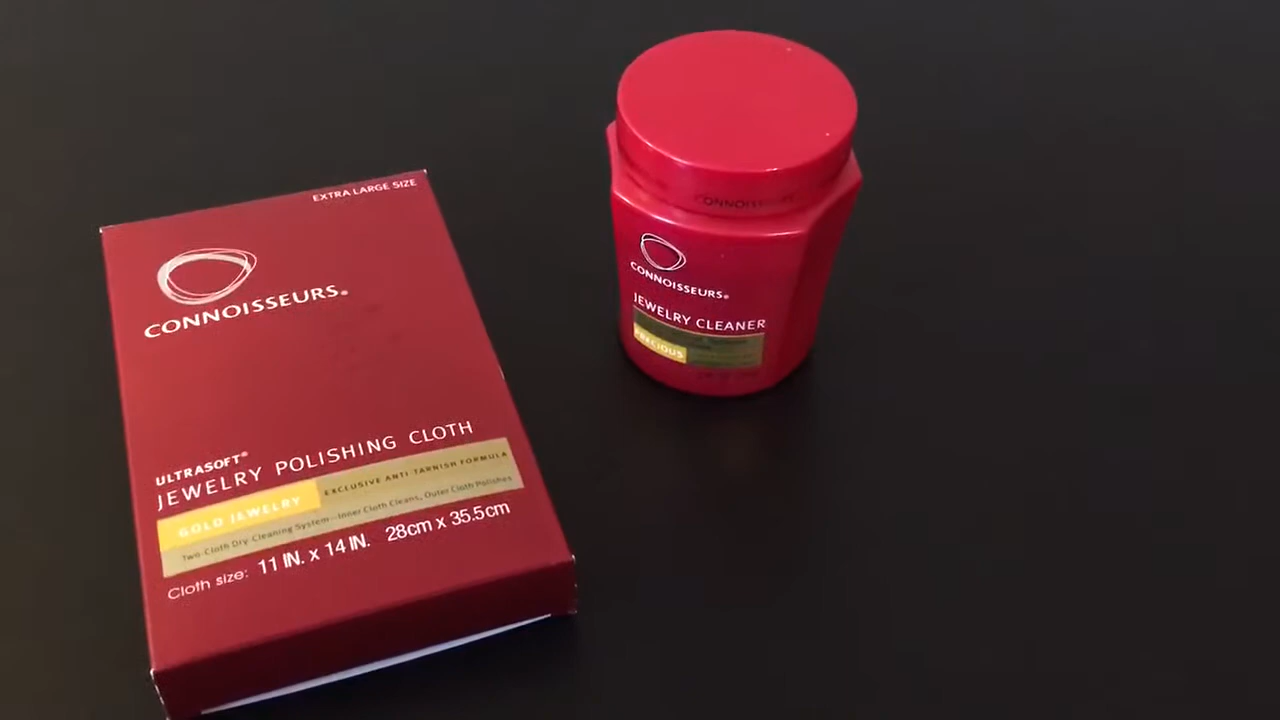 EXTRA LARGE SIZE
CONNOISSEURS®
ULTRASOFT®
JEWELRY POLISHING CLOTH
GOLD JEWELRY
EXCLUSIVE ANTI-TARNISH FORMULA
Two-Cloth Dry-Cleaning System-Inner Cloth Cleans, Outer Cloth Polishes
Cloth size: 11 IN. x 14 IN. 28cm x 35.5cm
CONNOISSEURS
CONNOISSEURS®
JEWELRY CLEANER
PRECIOUS